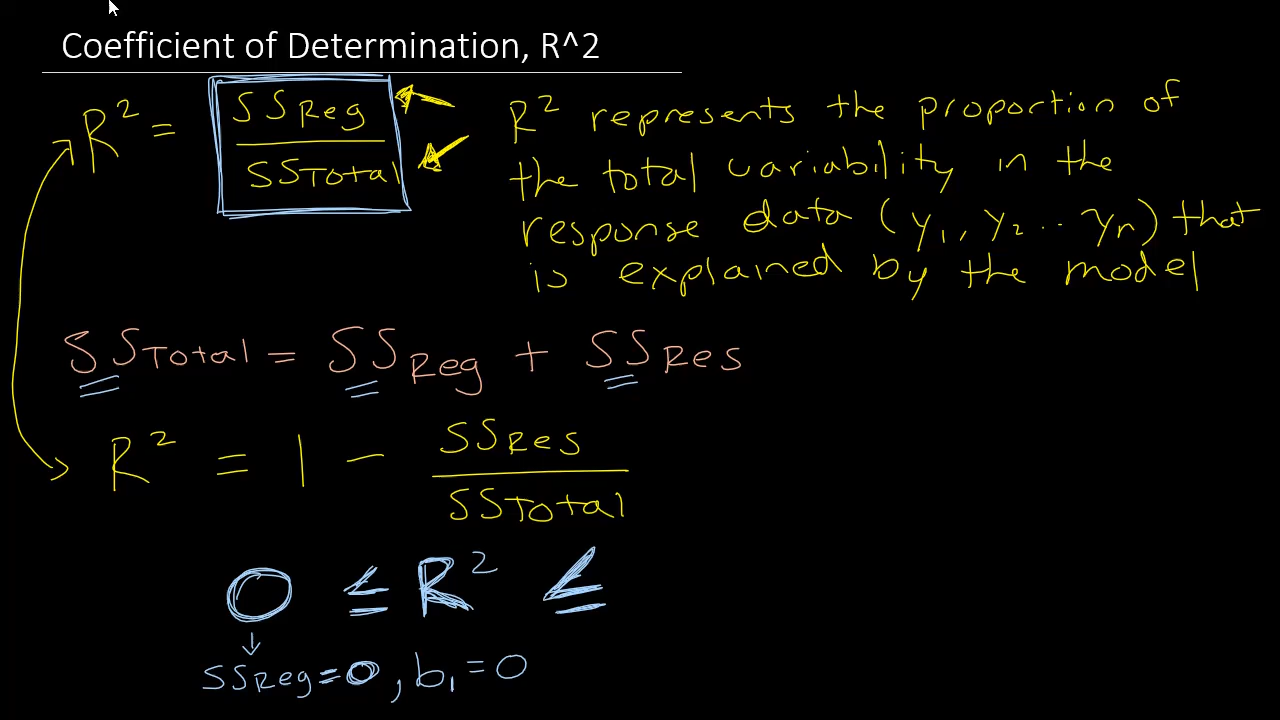 Coefficient of Determination, R^2
R² = SSReg / SSTotal
R² represents the proportion of
the total variability in the
response data (y₁, y₂ ... yₙ) that
is explained by the model
SSTotal = SSReg + SSRes
R² = 1 - SSRes / SSTotal
0 ≤ R² ≤
↓
SSReg=0, b₁=0